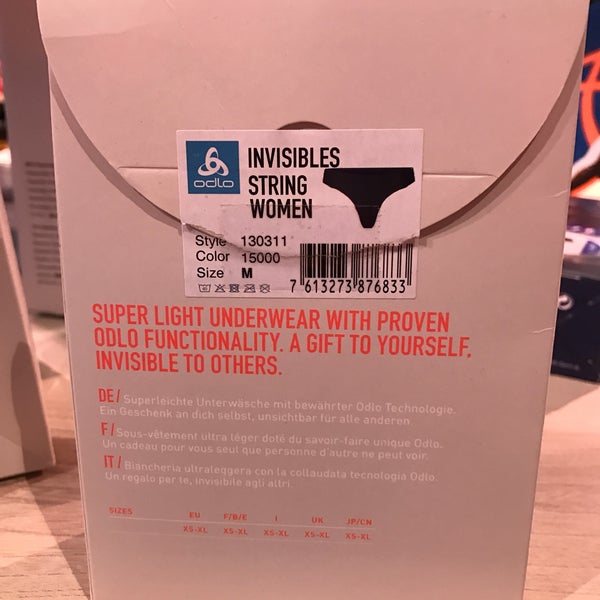 odlo
INVISIBLES
STRING
WOMEN
Style 130311
Color 15000
Size M
7 613273 876833
SUPER LIGHT UNDERWEAR WITH PROVEN
ODLO FUNCTIONALITY. A GIFT TO YOURSELF,
INVISIBLE TO OTHERS.
DE/ Superleichte Unterwäsche mit bewährter Odlo Technologie.
Ein Geschenk an dich selbst, unsichtbar für alle anderen.
F/ Sous-vêtement ultra léger doté du savoir-faire unique Odlo.
Un cadeau pour vous seul que personne d'autre ne peut voir.
IT/ Biancheria ultraleggera con la collaudata tecnologia Odlo.
Un regalo per te, invisibile agli altri.
SIZES EU F/B/E I UK JP/CN
XS-XL XS-XL XS-XL XS-XL XS-XL